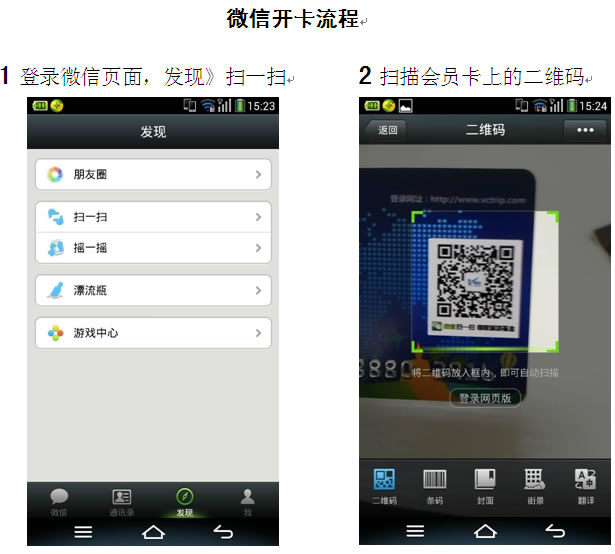 微信开卡流程
1 登录微信页面，发现》扫一扫
2 扫描会员卡上的二维码
15:23
发现
朋友圈
扫一扫
摇一摇
漂流瓶
游戏中心
微信
通讯录
发现
我
15:24
返回
二维码
登录网址：http://www.vctrip.com
微信扫一扫
将二维码放入框内，即可自动扫描
登录网页版
二维码
条码
封面
街景
翻译